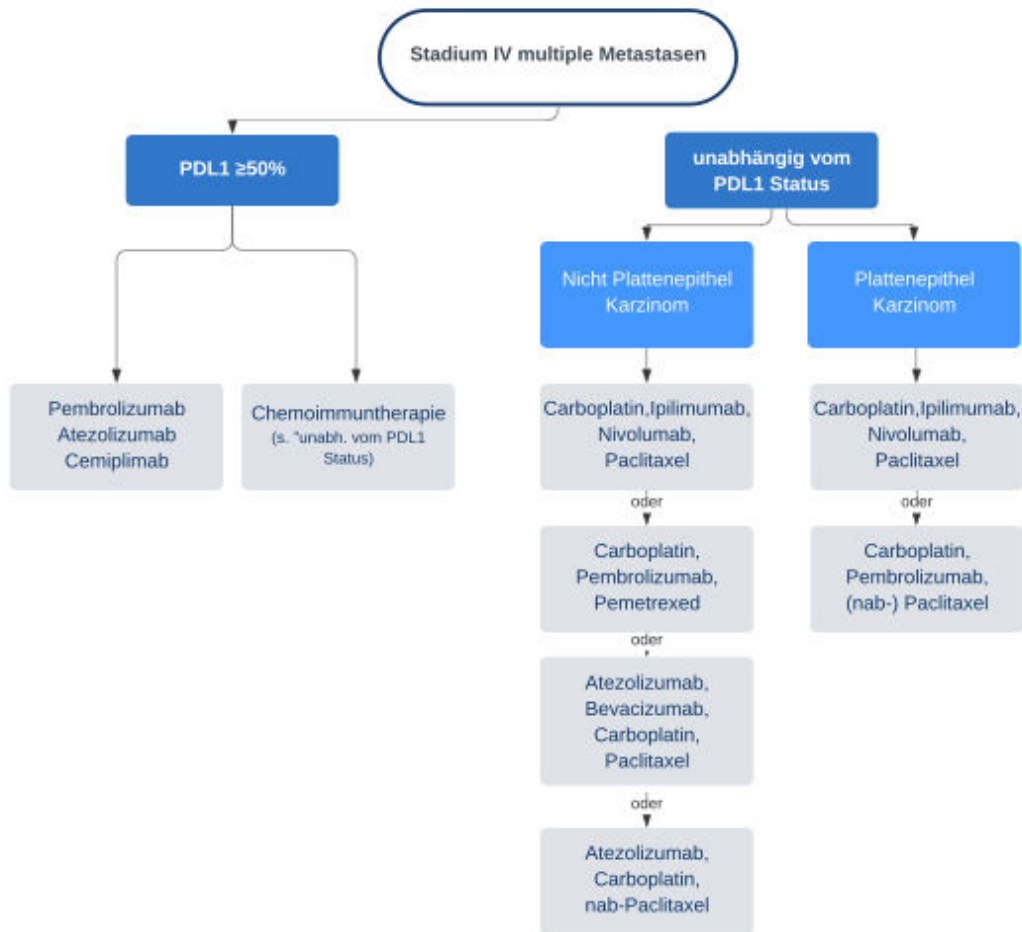 Stadium IV multiple Metastasen
PDL1 ≥50%
unabhängig vom
PDL1 Status
Nicht Plattenepithel
Karzinom
Plattenepithel
Karzinom
Pembrolizumab
Atezolizumab
Cemiplimab
Chemoimmuntherapie
(s. "unabh. vom PDL1
Status)
Carboplatin,Ipilimumab,
Nivolumab,
Paclitaxel
oder
Carboplatin,
Pembrolizumab,
Pemetrexed
oder
Atezolizumab,
Bevacizumab,
Carboplatin,
Paclitaxel
oder
Atezolizumab,
Carboplatin,
nab-Paclitaxel
Carboplatin,Ipilimumab,
Nivolumab,
Paclitaxel
oder
Carboplatin,
Pembrolizumab,
(nab-) Paclitaxel